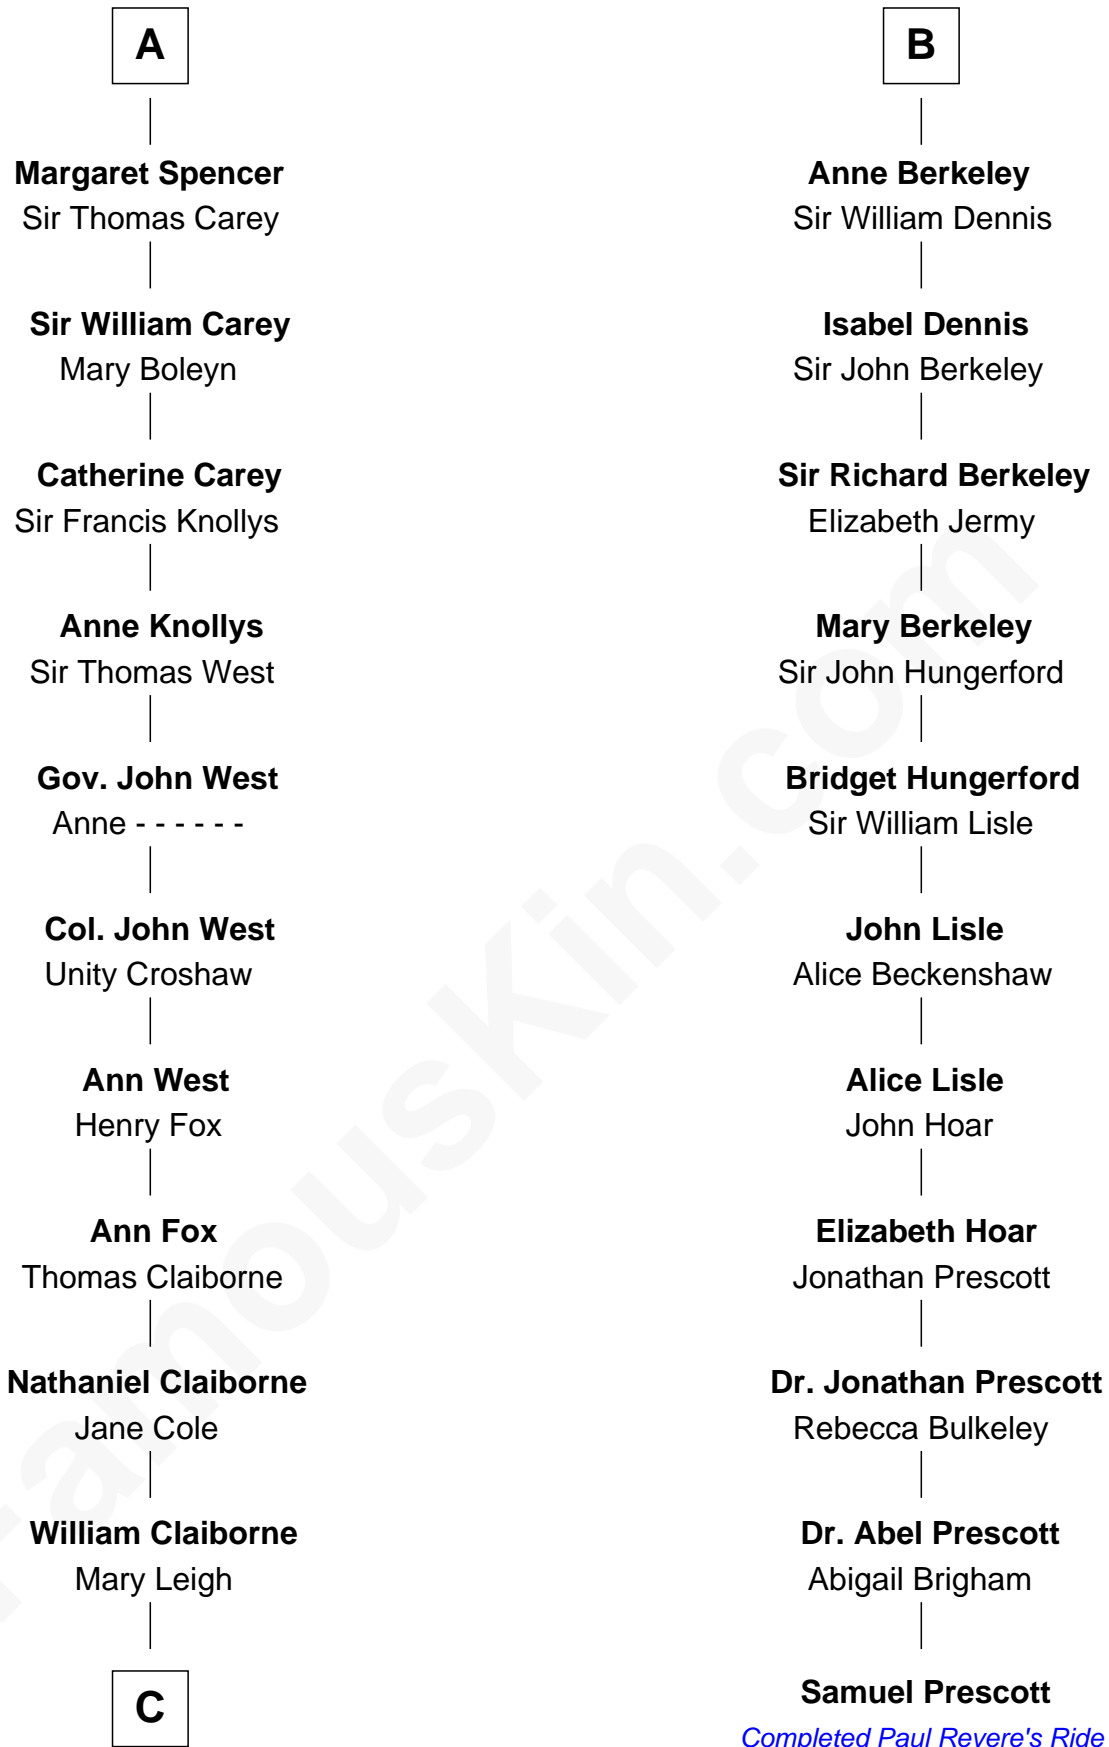 A
Margaret Spencer
Sir Thomas Carey
Sir William Carey
Mary Boleyn
Catherine Carey
Sir Francis Knollys
Anne Knollys
Sir Thomas West
Gov. John West
Anne - - - - - -
Col. John West
Unity Croshaw
Ann West
Henry Fox
Ann Fox
Thomas Claiborne
Nathaniel Claiborne
Jane Cole
William Claiborne
Mary Leigh
C
B
Anne Berkeley
Sir William Dennis
Isabel Dennis
Sir John Berkeley
Sir Richard Berkeley
Elizabeth Jermy
Mary Berkeley
Sir John Hungerford
Bridget Hungerford
Sir William Lisle
John Lisle
Alice Beckenshaw
Alice Lisle
John Hoar
Elizabeth Hoar
Jonathan Prescott
Dr. Jonathan Prescott
Rebecca Bulkeley
Dr. Abel Prescott
Abigail Brigham
Samuel Prescott
Completed Paul Revere's Ride
FamousKin.com